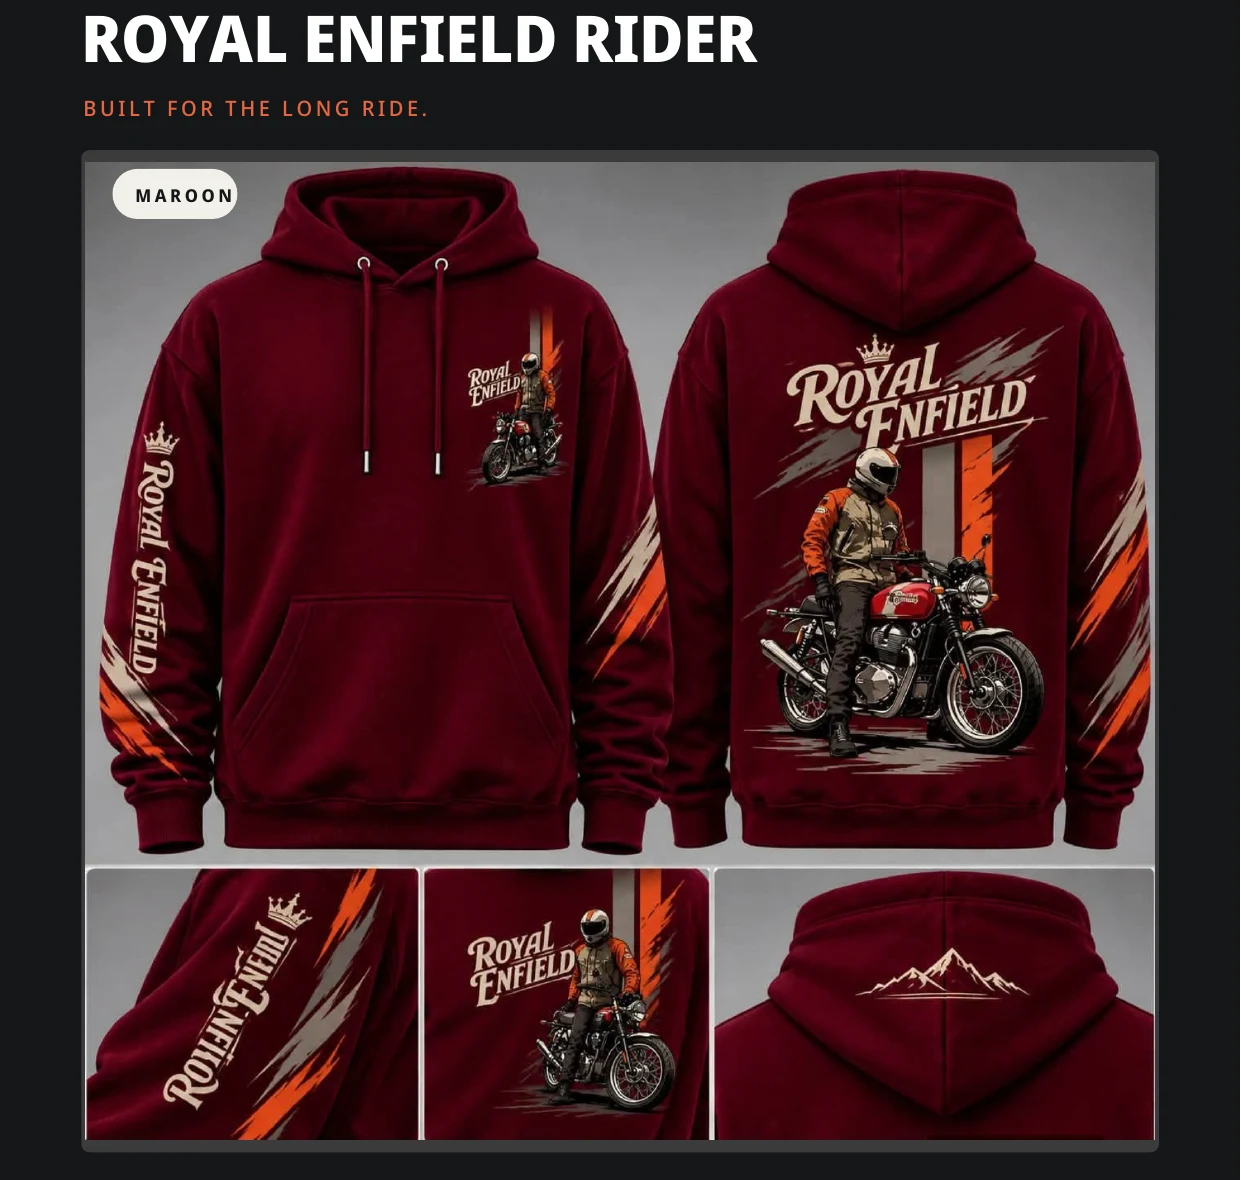 ROYAL ENFIELD RIDER
BUILT FOR THE LONG RIDE.
MAROON
ROYAL
ENFIELD
ROYAL ENFIELD
ROYAL
ENFIELD
ROYAL
ENFIELD